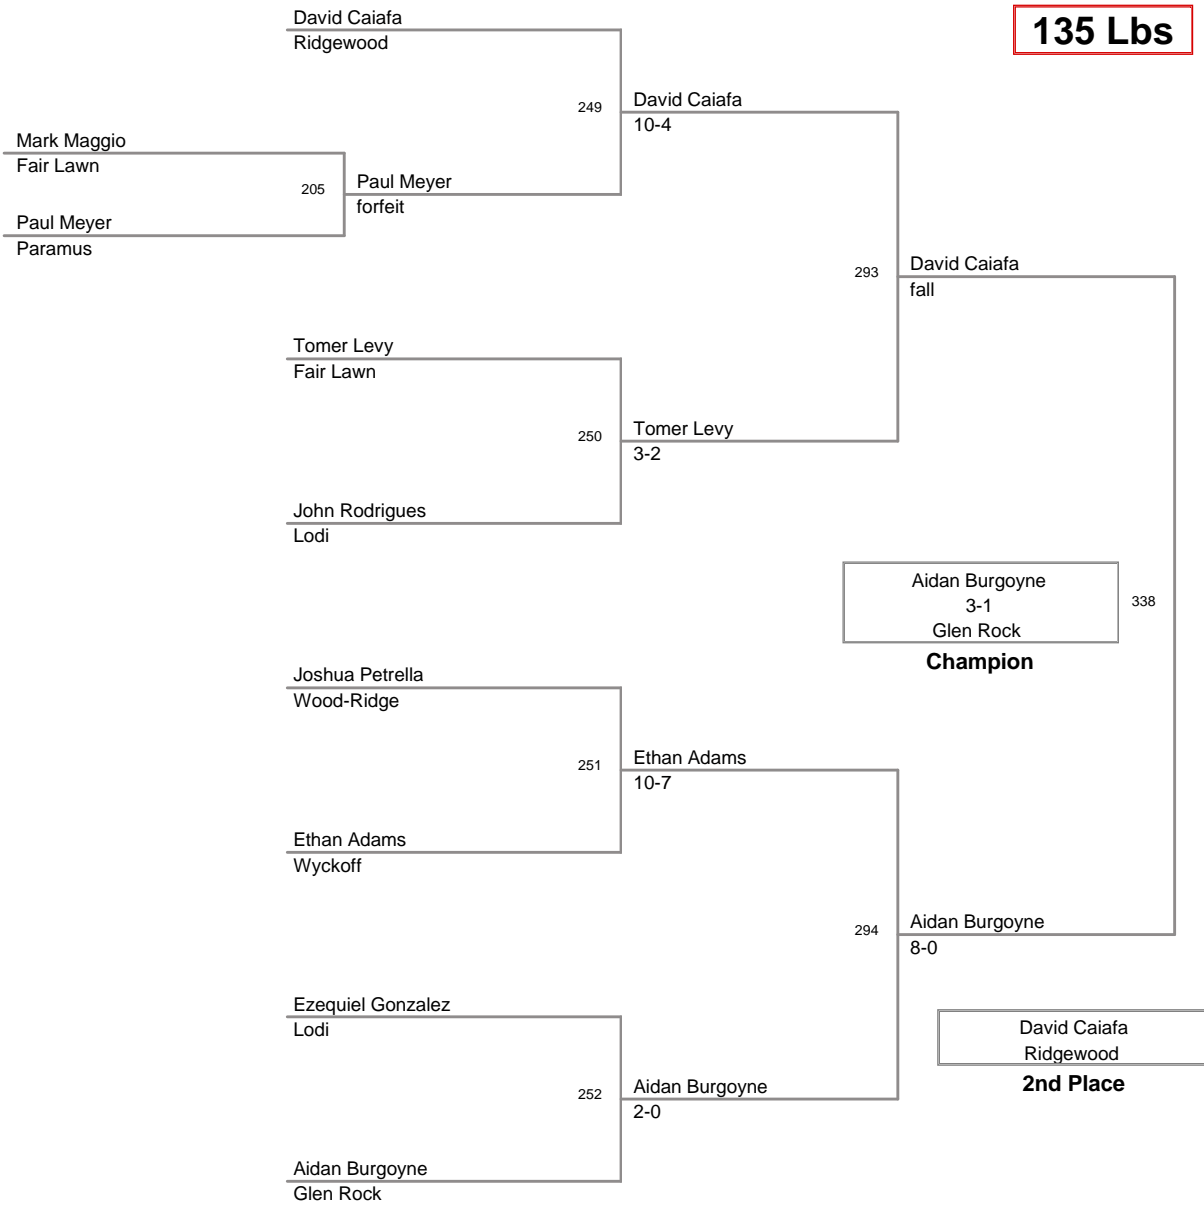 135 Lbs
David Caiafa
Ridgewood
249
David Caiafa
10-4
Mark Maggio
Fair Lawn
205
Paul Meyer
forfeit
Paul Meyer
Paramus
293
David Caiafa
fall
Tomer Levy
Fair Lawn
250
Tomer Levy
3-2
John Rodrigues
Lodi
Aidan Burgoyne
3-1
Glen Rock
338
Champion
Joshua Petrella
Wood-Ridge
251
Ethan Adams
10-7
Ethan Adams
Wyckoff
294
Aidan Burgoyne
8-0
Ezequiel Gonzalez
Lodi
David Caiafa
Ridgewood
2nd Place
252
Aidan Burgoyne
2-0
Aidan Burgoyne
Glen Rock